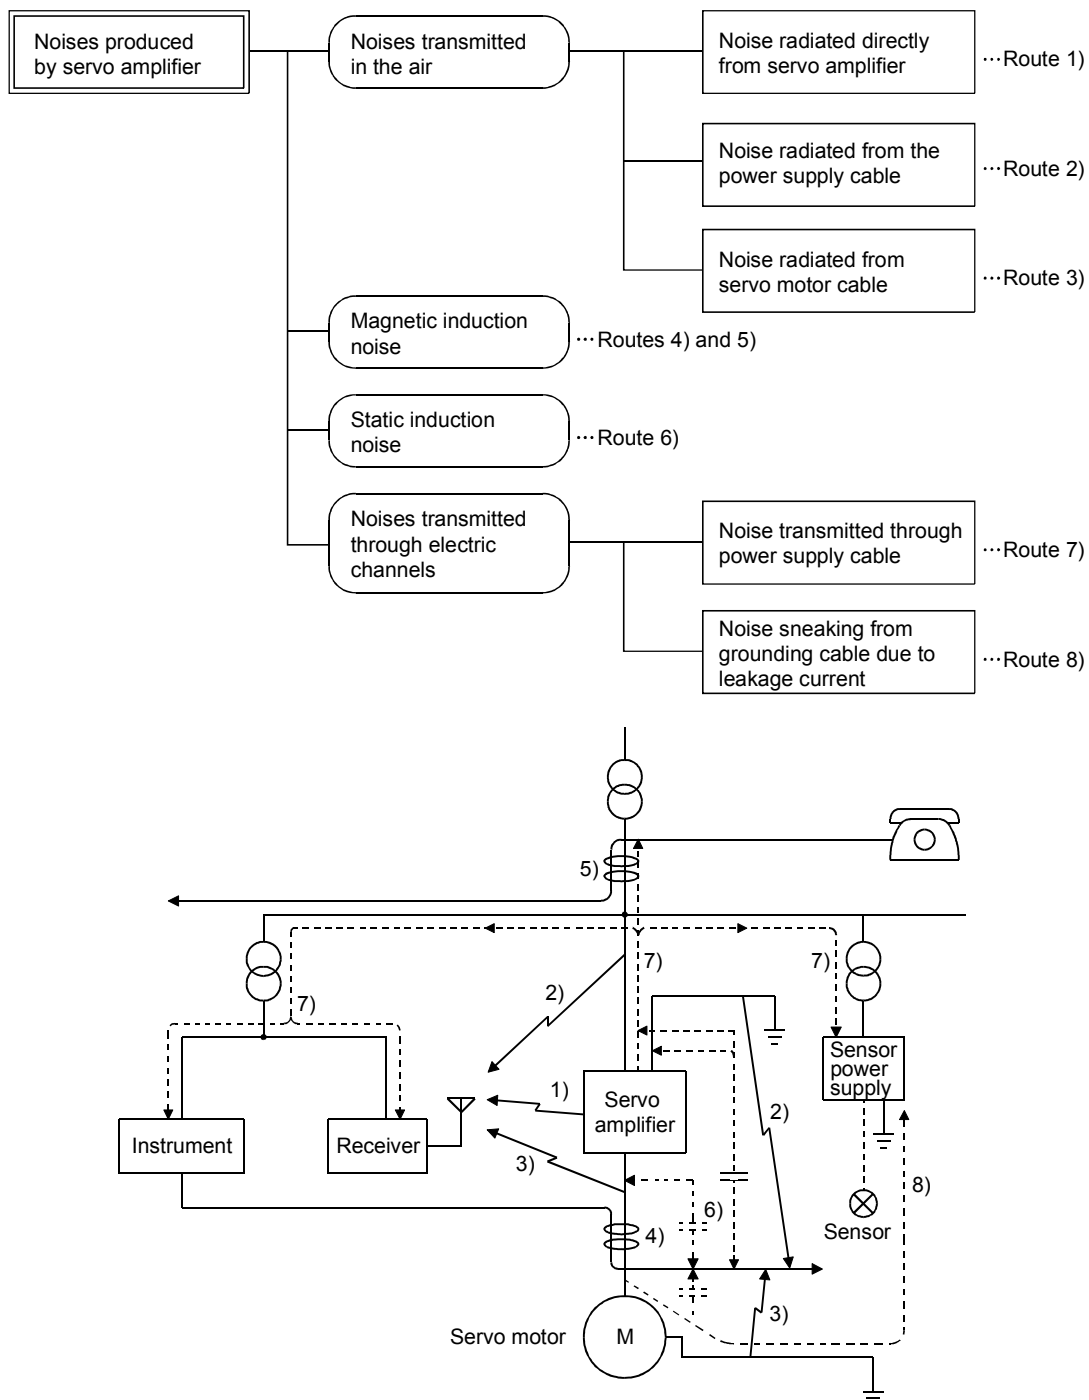 Noises produced
by servo amplifier
Noises transmitted
in the air
Noise radiated directly
from servo amplifier
···Route 1)
Noise radiated from the
power supply cable
···Route 2)
Noise radiated from
servo motor cable
···Route 3)
Magnetic induction
noise
···Routes 4) and 5)
Static induction
noise
···Route 6)
Noises transmitted
through electric
channels
Noise transmitted through
power supply cable
···Route 7)
Noise sneaking from
grounding cable due to
leakage current
···Route 8)
5)
7)
7)
7)
2)
1)
3)
2)
Sensor
power
supply
Servo
amplifier
Instrument
Receiver
8)
6)
4)
Sensor
3)
Servo motor
M